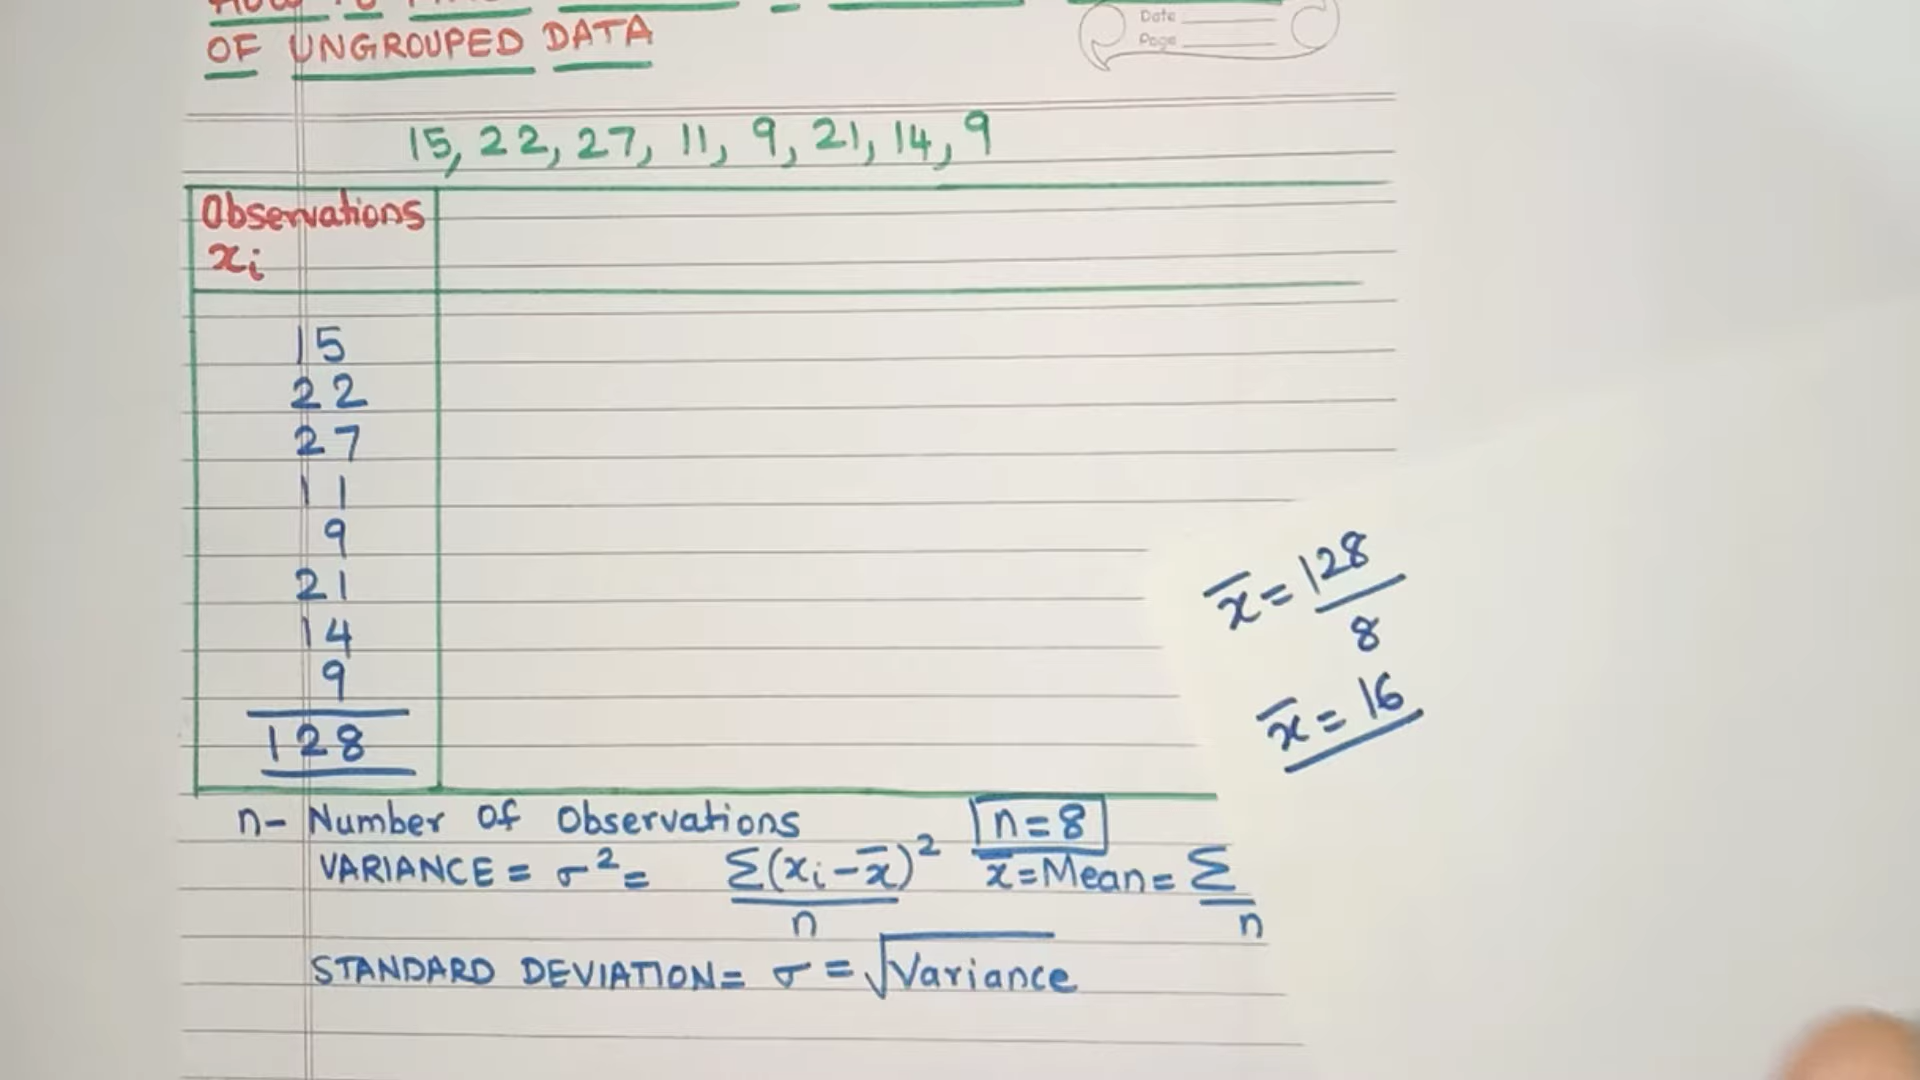 OF UNGROUPED DATA
Date
Page
15, 22, 27, 11, 9, 21, 14, 9
Observations
xi
15
22
27
11
9
21
14
9
128
x̄ = 128/8
x̄ = 16
n- Number of Observations n=8
VARIANCE = σ² = Σ(xi-x̄)²/n x̄=Mean= Σ/n
STANDARD DEVIATION= σ = √Variance